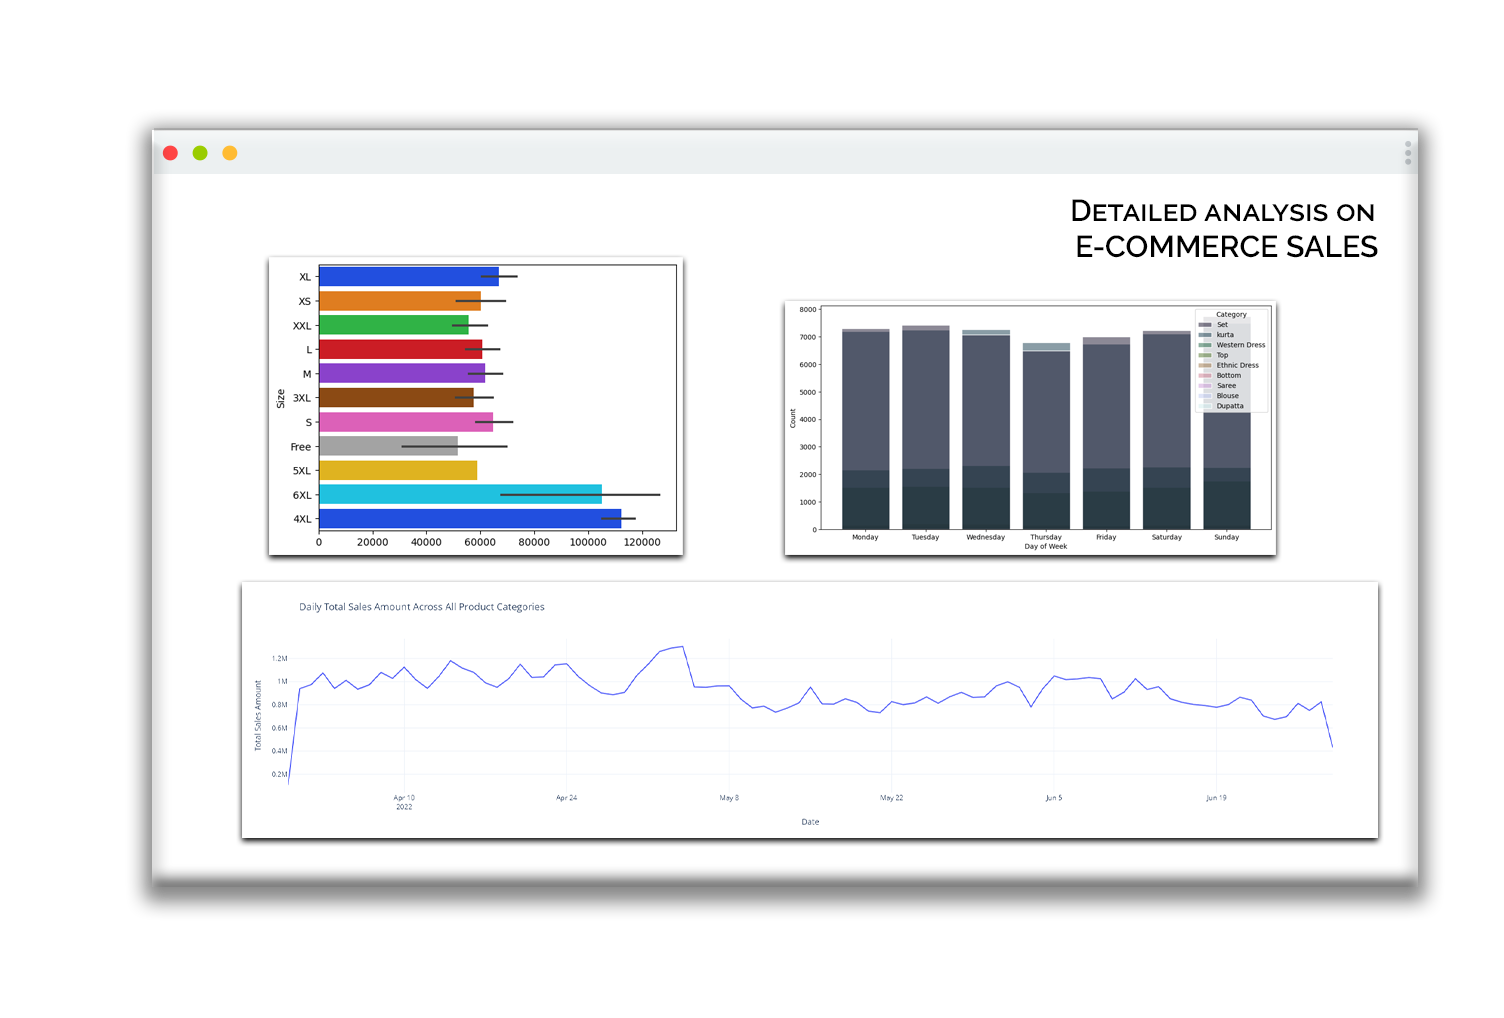 DETAILED ANALYSIS ON
E-COMMERCE SALES
XL
XS
XXL
L
M
3XL
S
Free
5XL
6XL
4XL
Size
0 20000 40000 60000 80000 100000 120000
8000
7000
6000
5000
4000
3000
2000
1000
0
Count
Category
Set
kurta
Western Dress
Top
Ethnic Dress
Bottom
Saree
Blouse
Dupatta
Monday Tuesday Wednesday Thursday Friday Saturday Sunday
Day of Week
Daily Total Sales Amount Across All Product Categories
1.2M
1M
0.8M
0.6M
0.4M
0.2M
Total Sales Amount
Apr 10 Apr 24 May 8 May 22 Jun 5 Jun 19
2022
Date